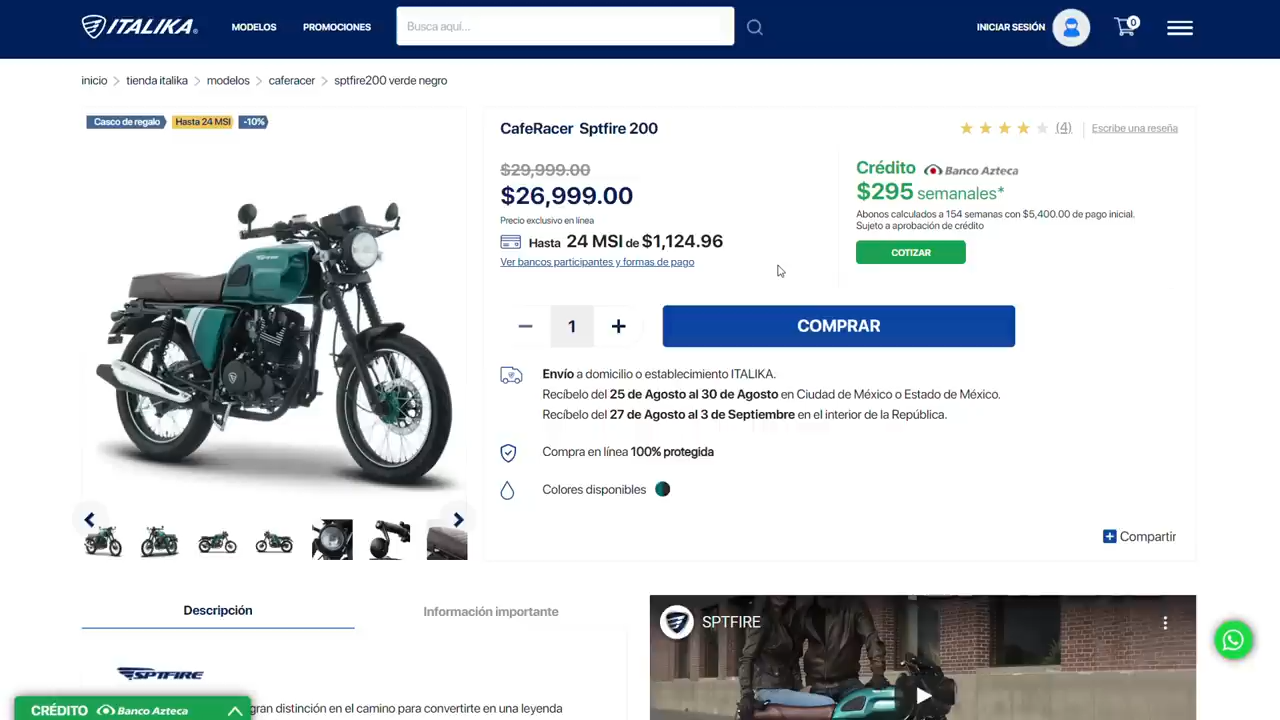 ITALIKA®
MODELOS
PROMOCIONES
Busca aquí...
INICIAR SESIÓN
0
inicio > tienda italika > modelos > caferacer > sptfire200 verde negro
Casco de regalo
Hasta 24 MSI
-10%
CafeRacer Sptfire 200
(4)
Escribe una reseña
$29,999.00
$26,999.00
Precio exclusivo en línea
Hasta 24 MSI de $1,124.96
Ver bancos participantes y formas de pago
Crédito Banco Azteca
$295 semanales*
Abonos calculados a 154 semanas con $5,400.00 de pago inicial.
Sujeto a aprobación de crédito
COTIZAR
− 1 +
COMPRAR
Envío a domicilio o establecimiento ITALIKA.
Recíbelo del 25 de Agosto al 30 de Agosto en Ciudad de México o Estado de México.
Recíbelo del 27 de Agosto al 3 de Septiembre en el interior de la República.
Compra en línea 100% protegida
Colores disponibles
Compartir
Descripción
Información importante
SPTFIRE
SPTFIRE
gran distinción en el camino para convertirte en una leyenda
CRÉDITO Banco Azteca